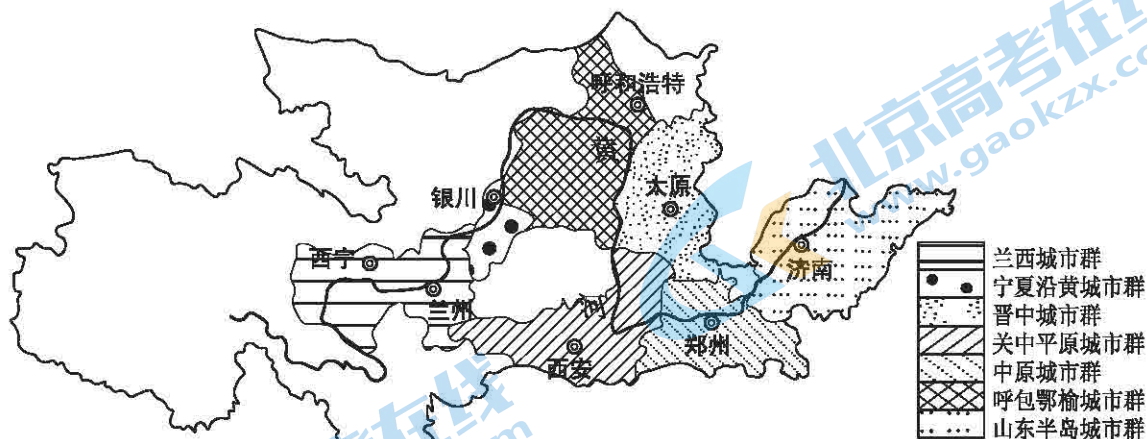 北京高考在线
www.gaokzx.com
呼和浩特
黄
银川
太原
西宁
济南
兰州
河
郑州
西安
兰西城市群
宁夏沿黄城市群
晋中城市群
关中平原城市群
中原城市群
呼包鄂榆城市群
山东半岛城市群